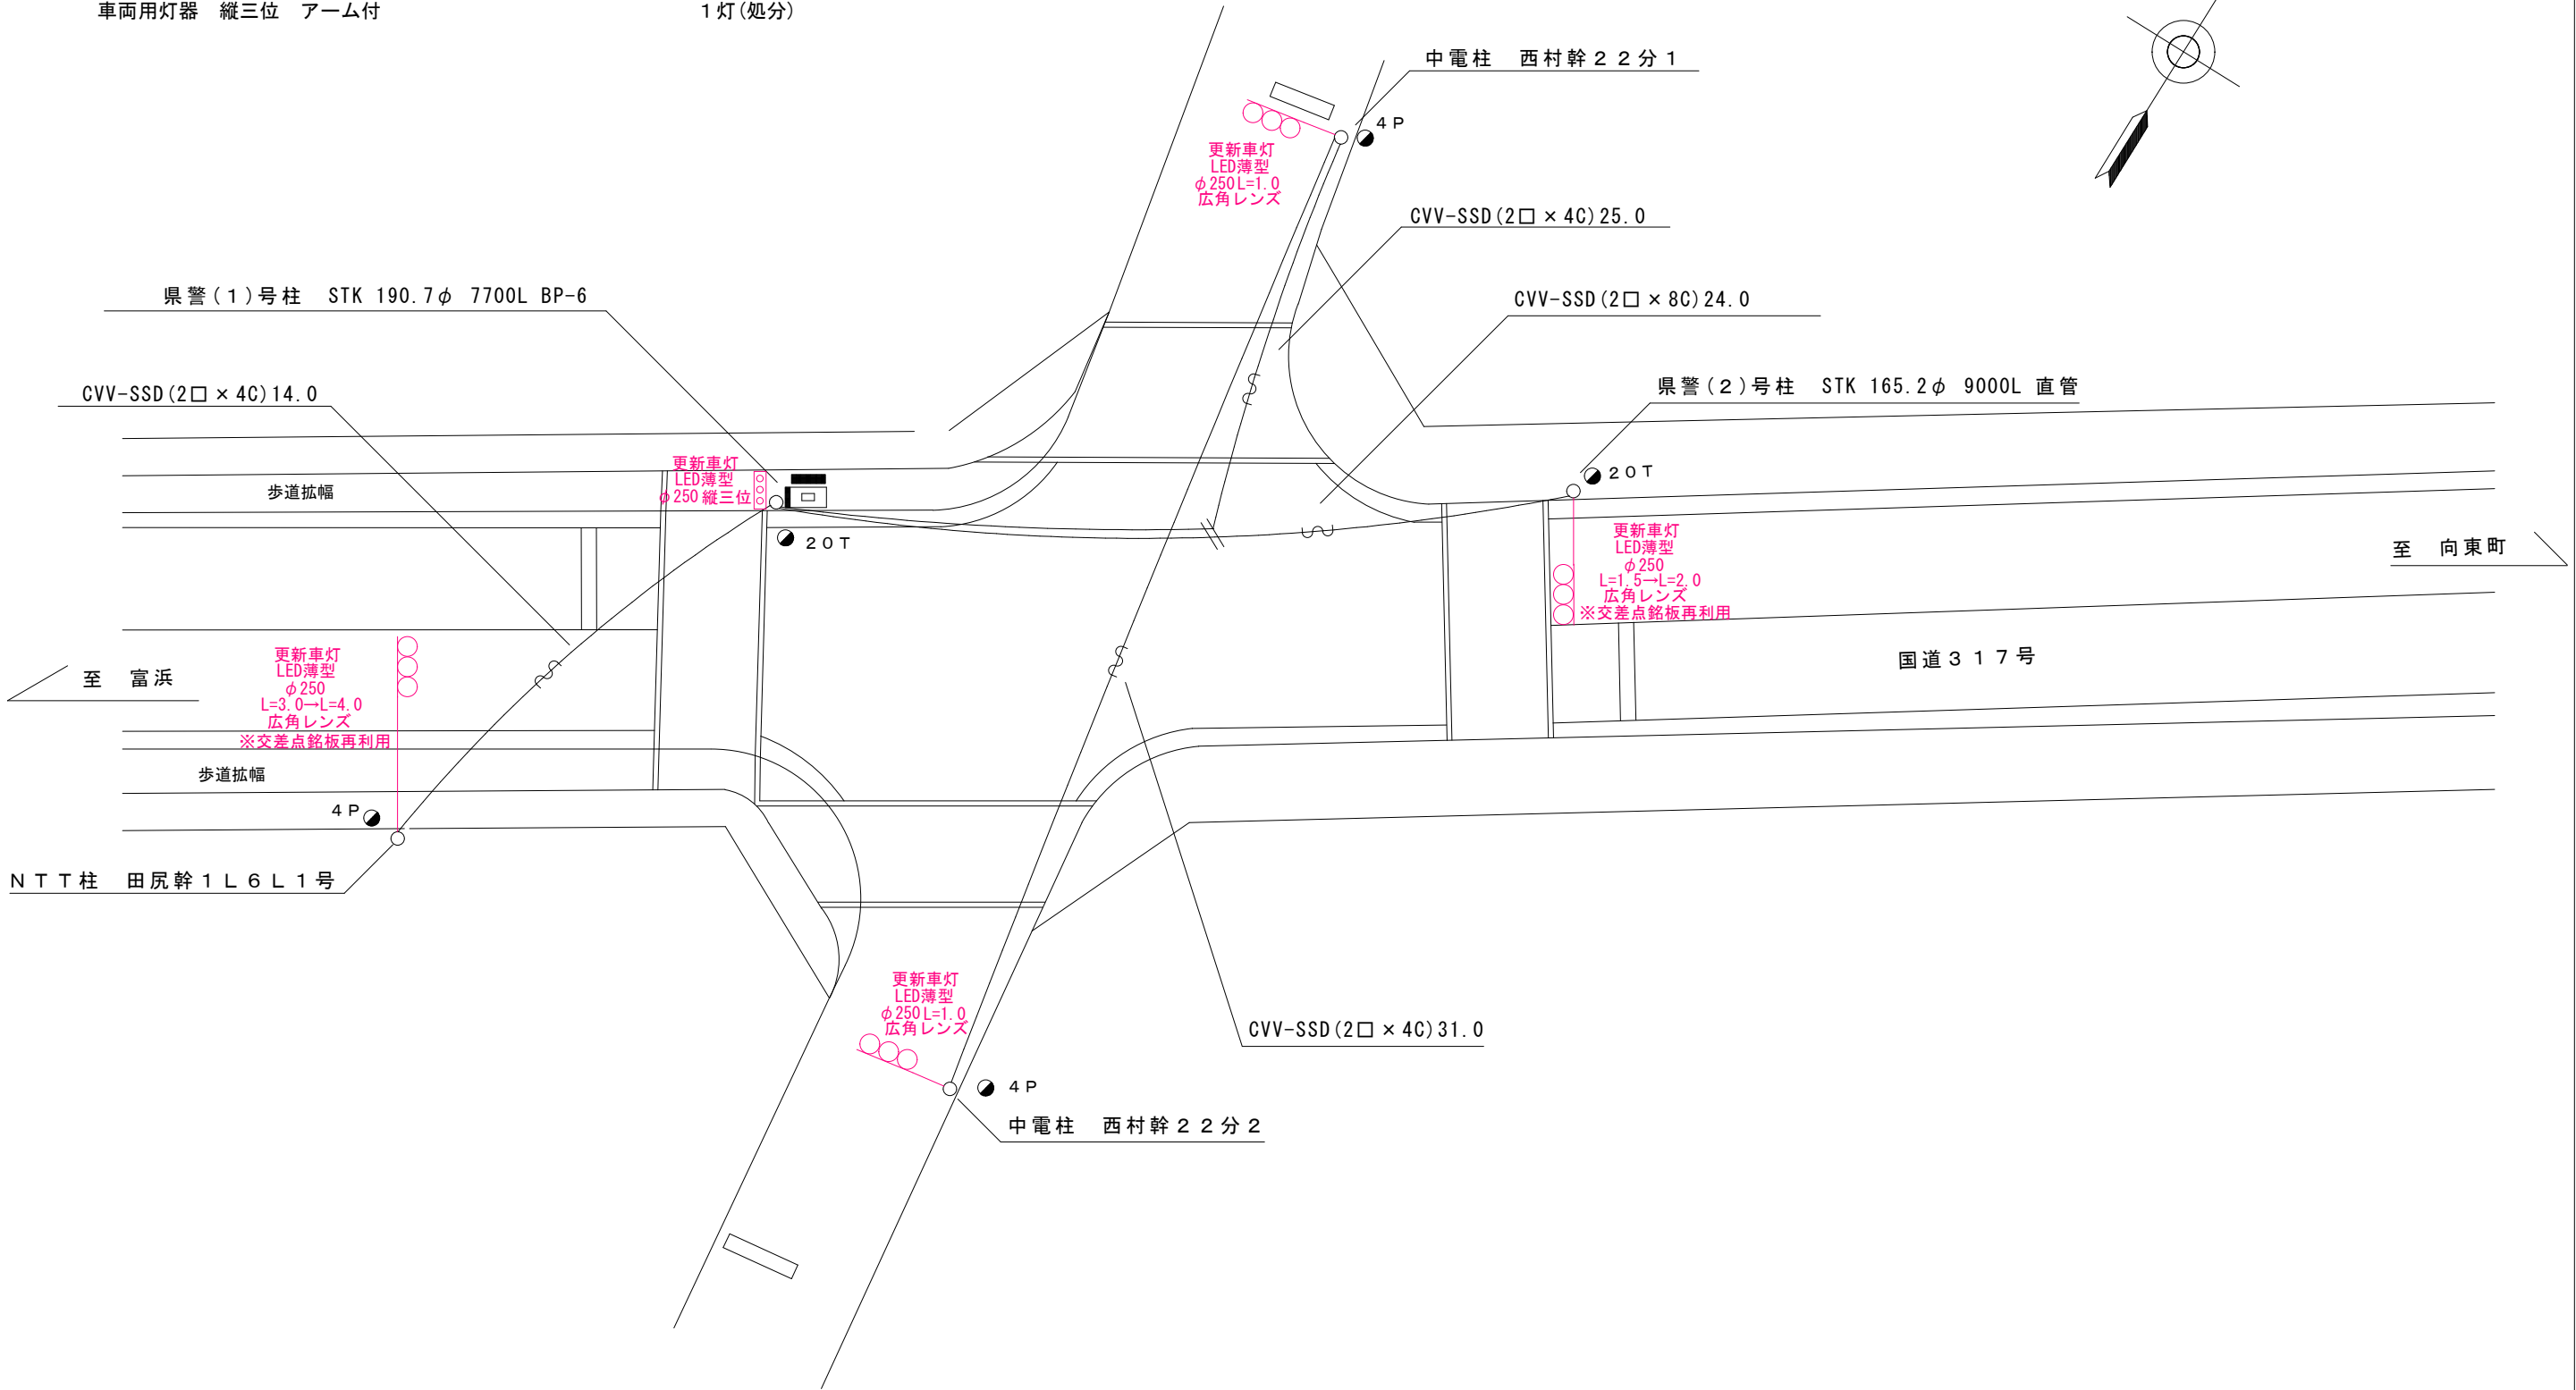 車両用灯器　縦三位　アーム付　　1灯(処分)
中電柱　西村幹２２分１
4P
更新車灯
LED薄型
φ250L=1.0
広角レンズ
CVV-SSD(2□×4C)25.0
県警(1)号柱　STK 190.7φ 7700L BP-6
CVV-SSD(2□×8C)24.0
CVV-SSD(2□×4C)14.0
県警(2)号柱　STK 165.2φ 9000L 直管
更新車灯
LED薄型
φ250縦三位
歩道拡幅
20T
20T
更新車灯
LED薄型
φ250
L=1.5→L=2.0
広角レンズ
※交差点銘板再利用
至　向東町
国道３１７号
至　富浜
更新車灯
LED薄型
φ250
L=3.0→L=4.0
広角レンズ
※交差点銘板再利用
歩道拡幅
4P
NTT柱　田尻幹１L６L１号
更新車灯
LED薄型
φ250L=1.0
広角レンズ
CVV-SSD(2□×4C)31.0
4P
中電柱　西村幹２２分２